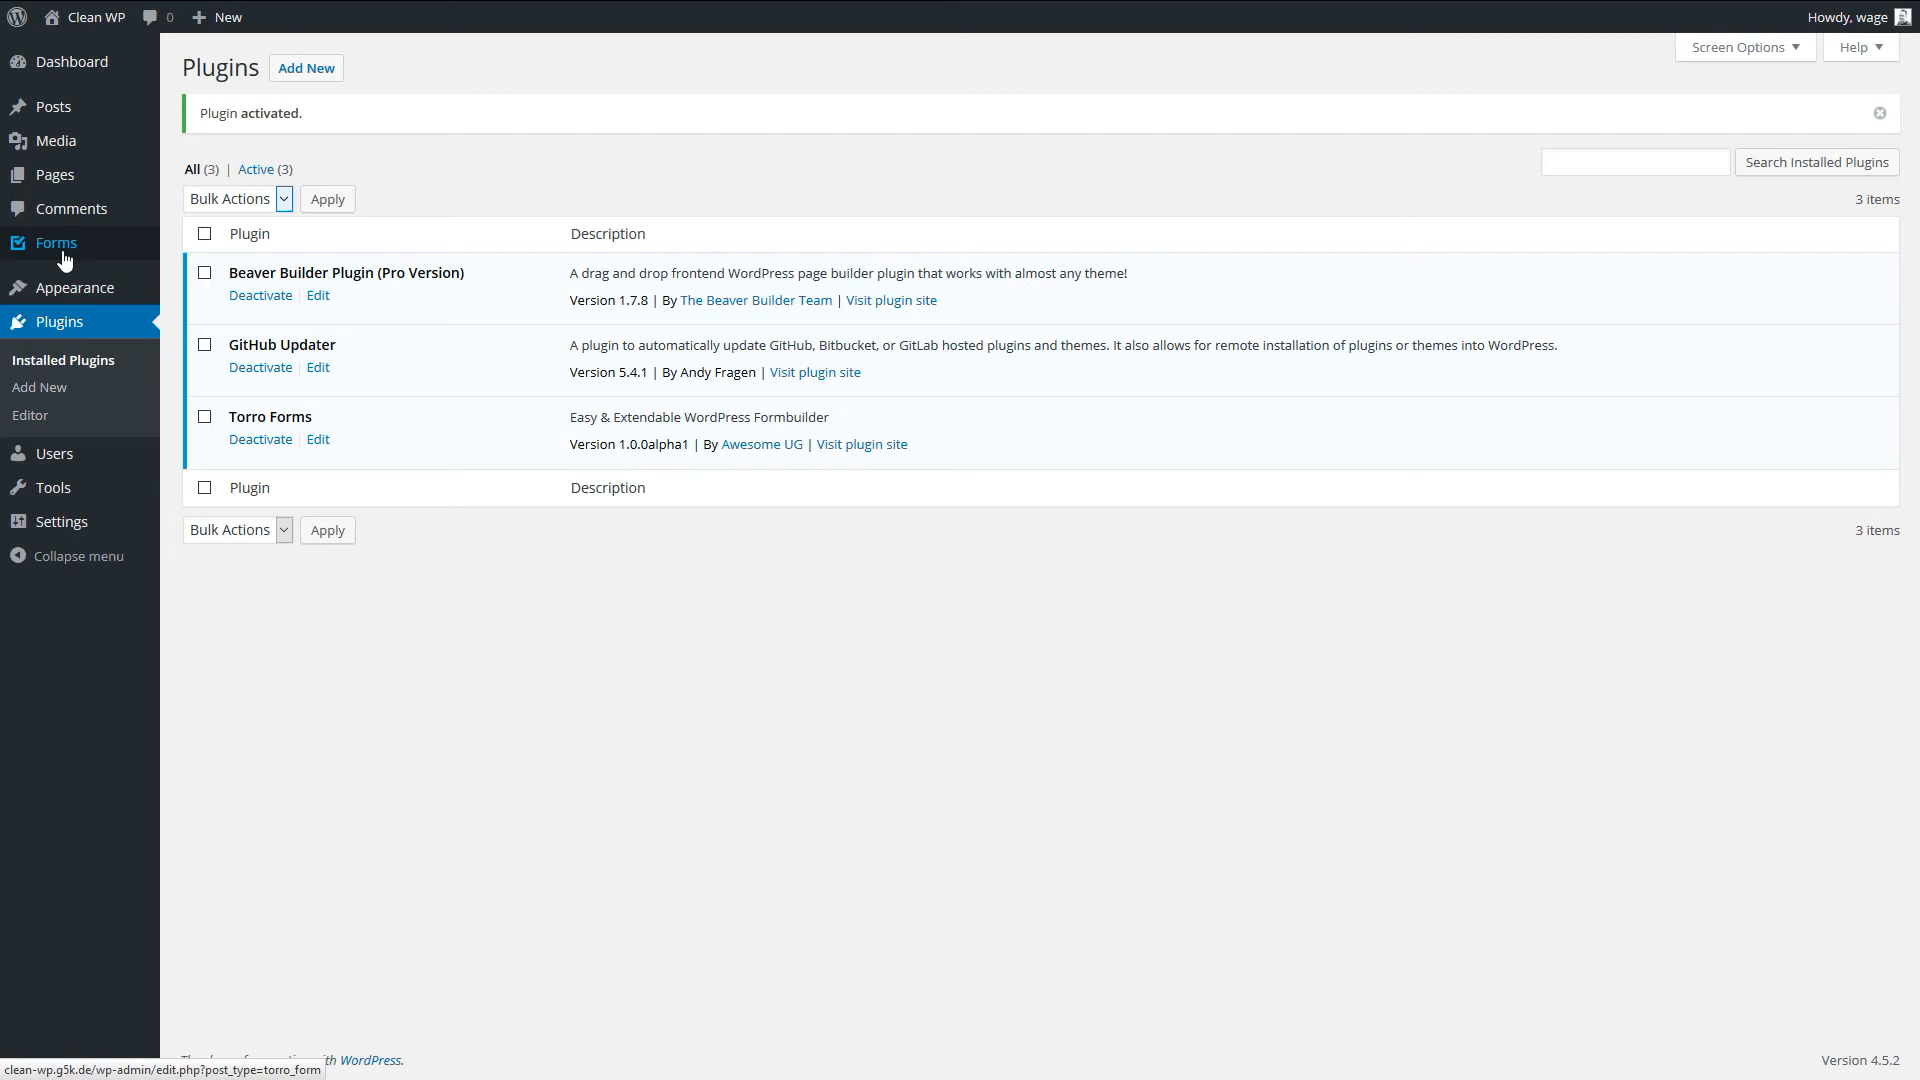 Clean WP 0 New Howdy, wage
Screen Options Help
Dashboard
Posts
Media
Pages
Comments
Forms
Appearance
Plugins
Installed Plugins
Add New
Editor
Users
Tools
Settings
Collapse menu
Plugins Add New
Plugin activated.
All (3) | Active (3)
Search Installed Plugins
Bulk Actions Apply 3 items
Plugin Description
Beaver Builder Plugin (Pro Version) A drag and drop frontend WordPress page builder plugin that works with almost any theme!
Deactivate | Edit Version 1.7.8 | By The Beaver Builder Team | Visit plugin site
GitHub Updater A plugin to automatically update GitHub, Bitbucket, or GitLab hosted plugins and themes. It also allows for remote installation of plugins or themes into WordPress.
Deactivate | Edit Version 5.4.1 | By Andy Fragen | Visit plugin site
Torro Forms Easy & Extendable WordPress Formbuilder
Deactivate | Edit Version 1.0.0alpha1 | By Awesome UG | Visit plugin site
Plugin Description
Bulk Actions Apply 3 items
WordPress. Version 4.5.2
clean-wp.g5k.de/wp-admin/edit.php?post_type=torro_form